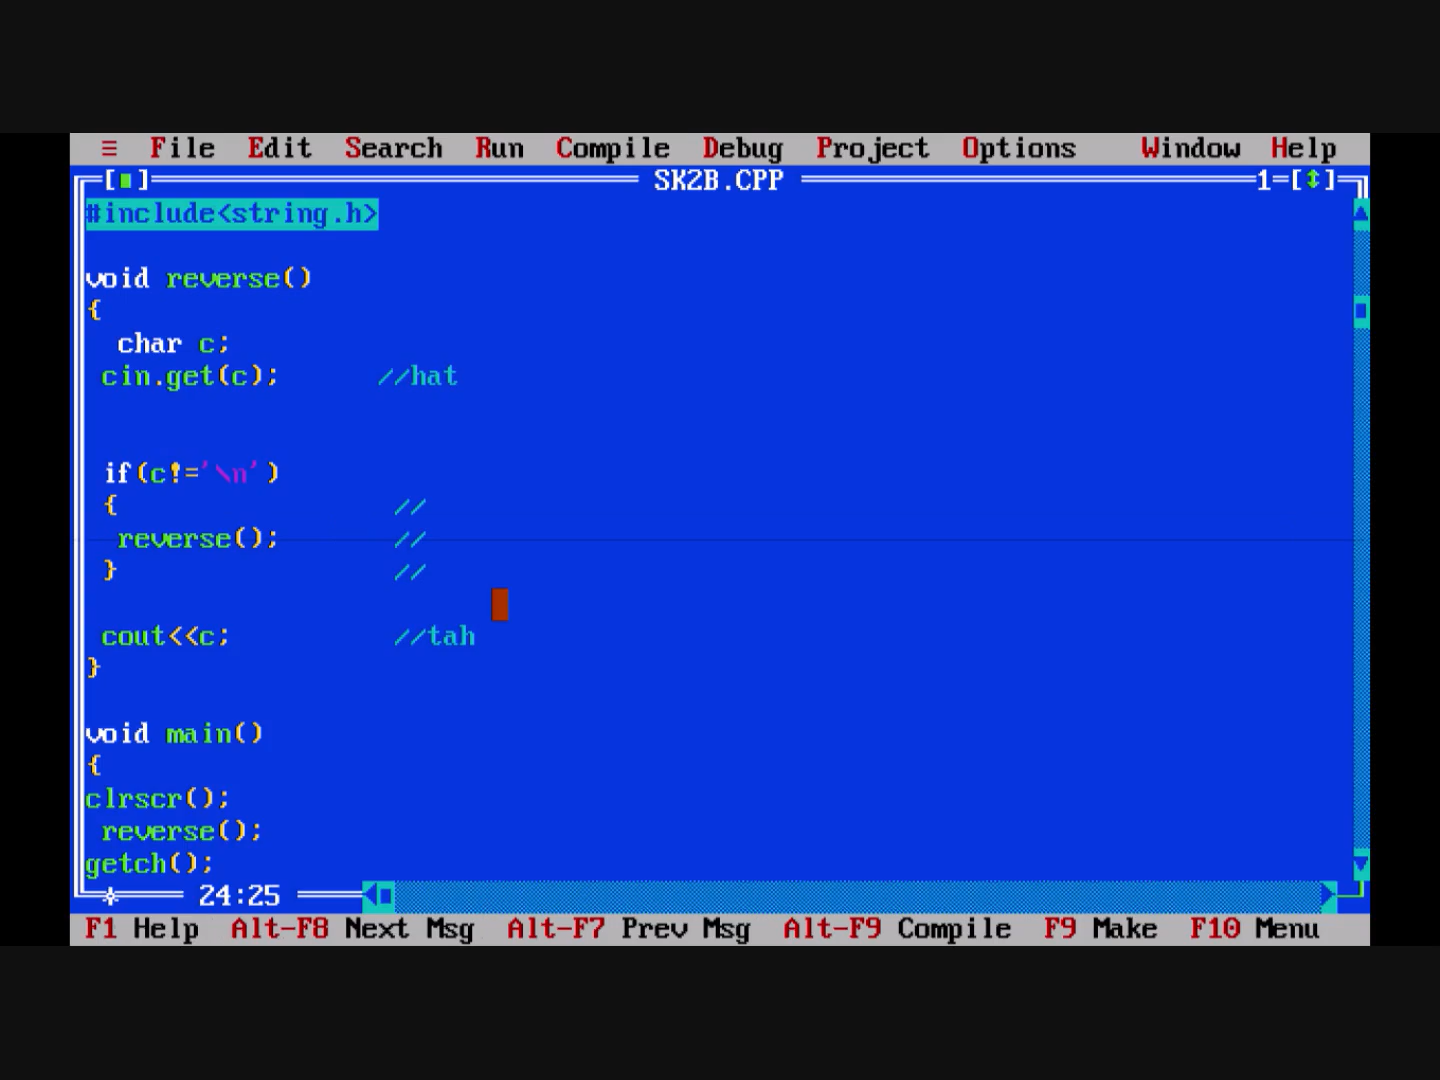 ≡ File Edit Search Run Compile Debug Project Options Window Help
[■] SK2B.CPP 1=[↕]
#include<string.h>
void reverse()
{
char c;
cin.get(c); //hat
if(c!='\n')
{ //
reverse(); //
} //
cout<<c; //tah
}
void main()
{
clrscr();
reverse();
getch();
24:25
F1 Help Alt-F8 Next Msg Alt-F7 Prev Msg Alt-F9 Compile F9 Make F10 Menu